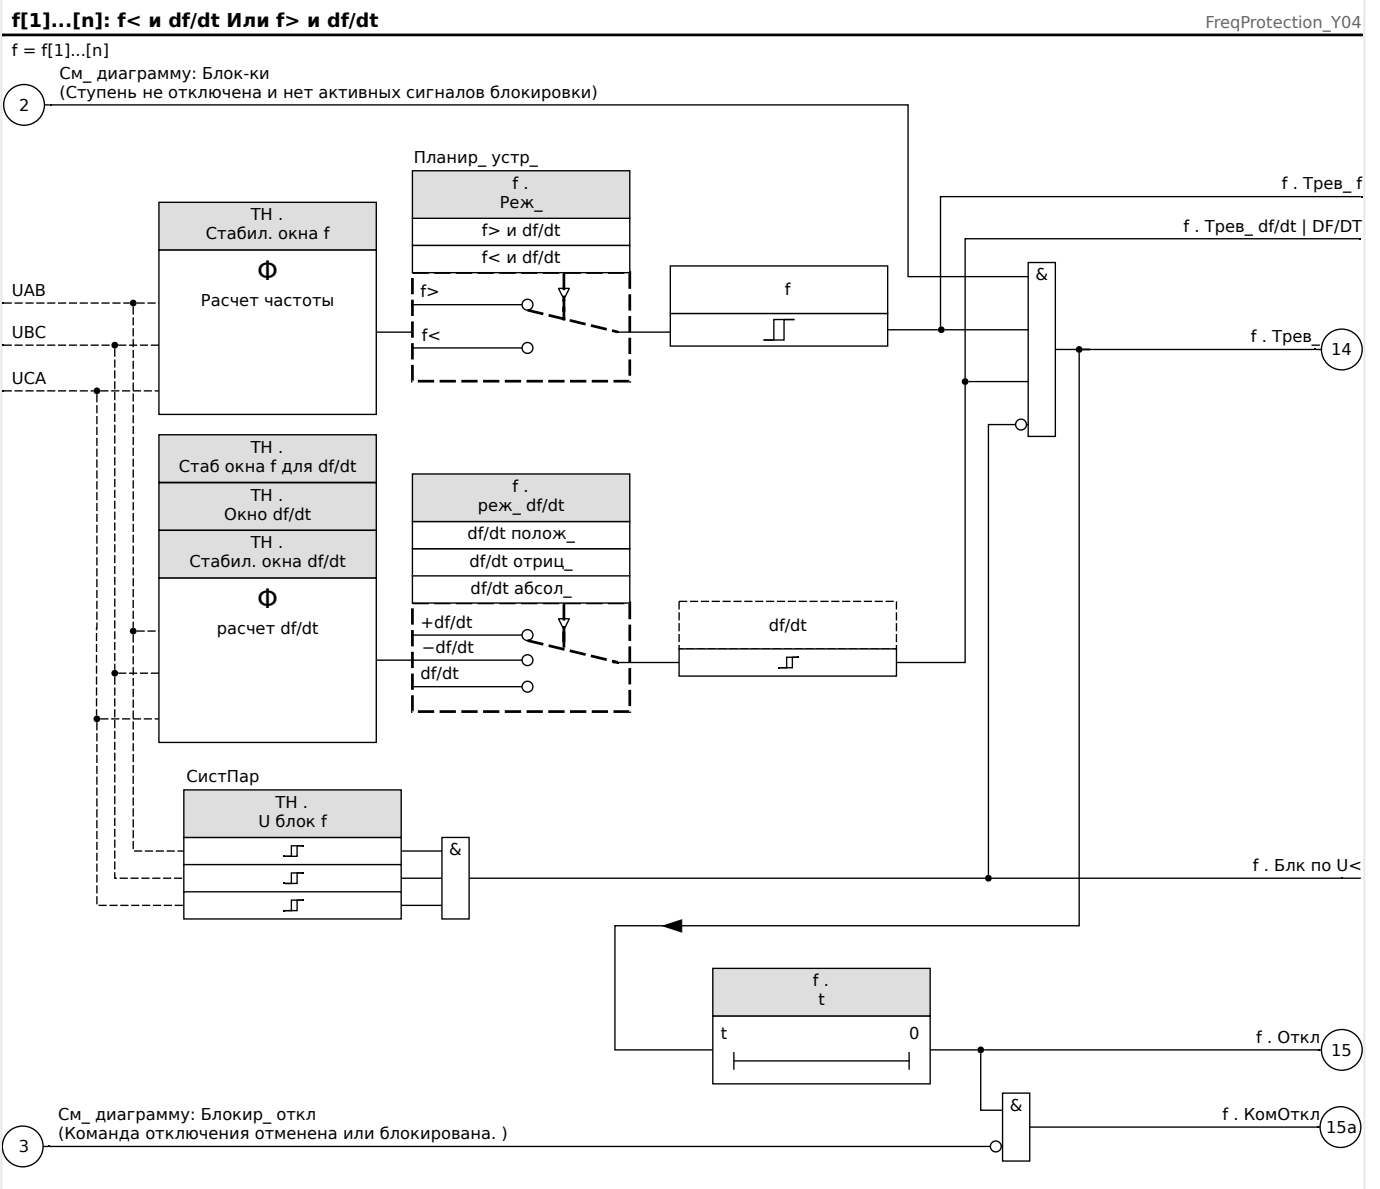 f[1]...[n]: f< и df/dt Или f> и df/dt
FreqProtection_Y04
f = f[1]...[n]
См_ диаграмму: Блок-ки
(Ступень не отключена и нет активных сигналов блокировки)
2
Планир_ устр_
f .
Реж_
f> и df/dt
f< и df/dt
f>
f<
ТН .
Стабил. окна f
Ф
Расчет частоты
UAB
UBC
UCA
f
f . Трев_ f
f . Трев_ df/dt | DF/DT
&
f . Трев_
14
ТН .
Стаб окна f для df/dt
ТН .
Окно df/dt
ТН .
Стабил. окна df/dt
Ф
расчет df/dt
f .
реж_ df/dt
df/dt полож_
df/dt отриц_
df/dt абсол_
+df/dt
−df/dt
df/dt
df/dt
СистПар
ТН .
U блок f
&
f . Блк по U<
f .
t
t
0
f . Откл
15
&
f . КомОткл
15a
См_ диаграмму: Блокир_ откл
(Команда отключения отменена или блокирована. )
3